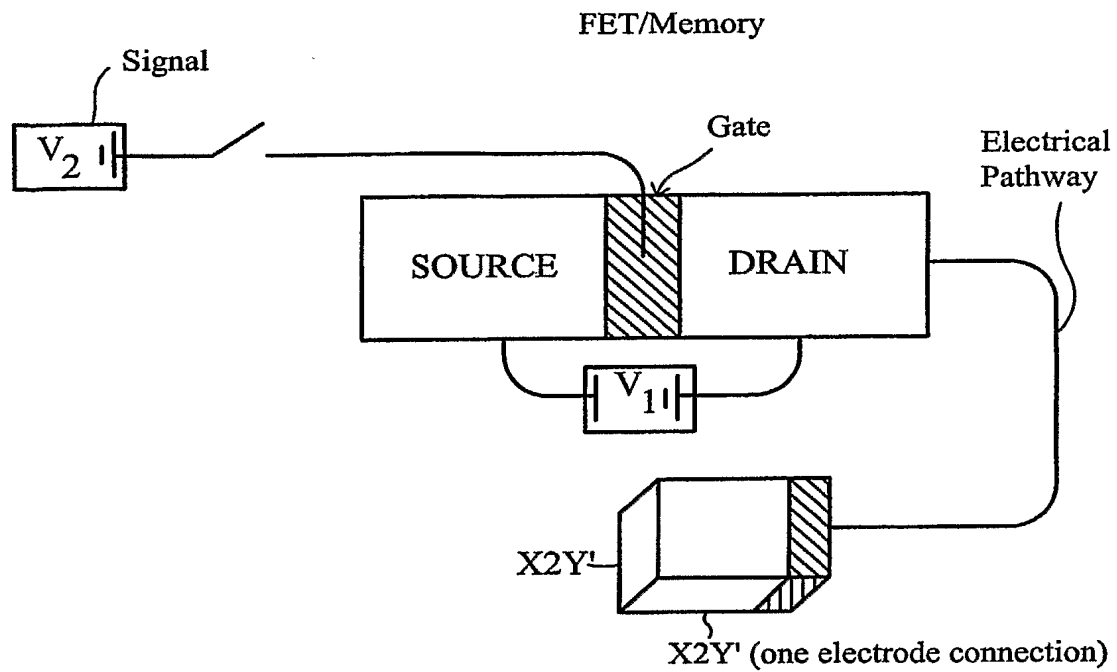 FET/Memory
Signal
V2
Gate
Electrical
Pathway
SOURCE
DRAIN
V1
X2Y'
X2Y' (one electrode connection)